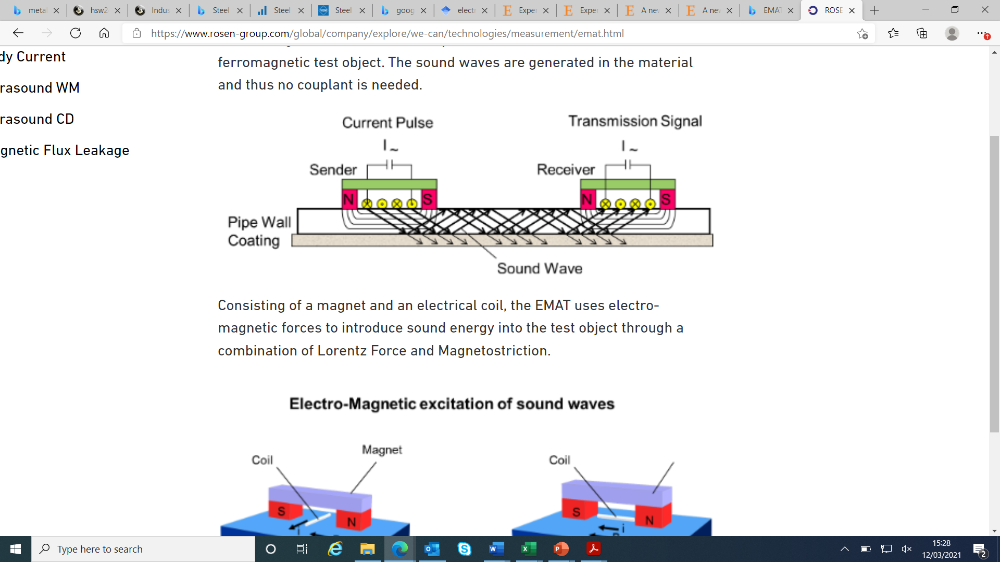 metal
hsw2
Indus
Steel
Steel
Steel
goog
electr
Exper
Exper
A nev
A nev
EMAT
ROSE
https://www.rosen-group.com/global/company/explore/we-can/technologies/measurement/emat.html
dy Current
rasound WM
rasound CD
gnetic Flux Leakage
ferromagnetic test object. The sound waves are generated in the material
and thus no couplant is needed.
Current Pulse
Transmission Signal
I ~
I ~
Sender
Receiver
N
S
N
S
Pipe Wall
Coating
Sound Wave
Consisting of a magnet and an electrical coil, the EMAT uses electro-
magnetic forces to introduce sound energy into the test object through a
combination of Lorentz Force and Magnetostriction.
Electro-Magnetic excitation of sound waves
Magnet
Coil
Coil
S
N
i
S
N
i
Type here to search
15:28
12/03/2021
2